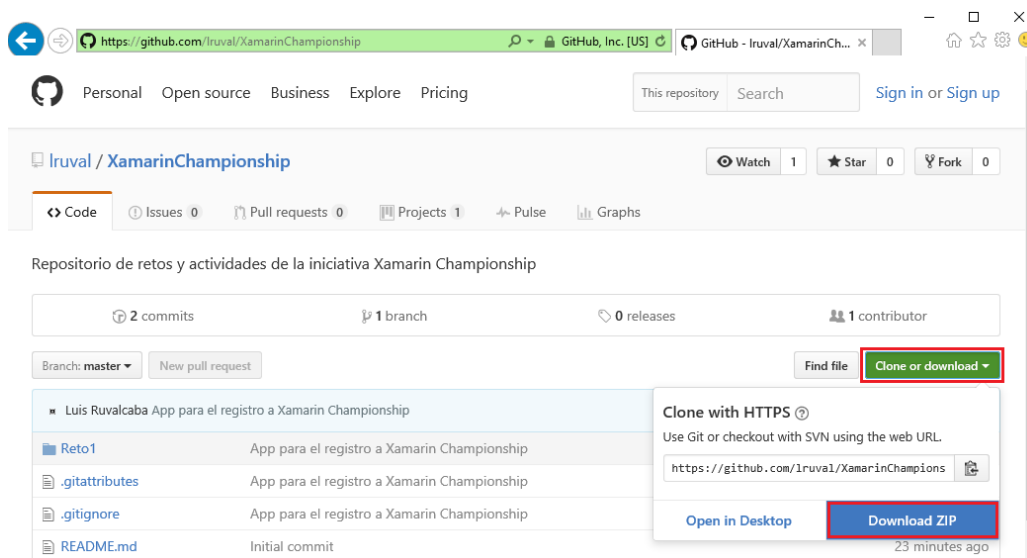 https://github.com/lruval/XamarinChampionship GitHub, Inc. [US] GitHub - lruval/XamarinCh...
Personal Open source Business Explore Pricing This repository Search Sign in or Sign up
lruval / XamarinChampionship Watch 1 Star 0 Fork 0
Code Issues 0 Pull requests 0 Projects 1 Pulse Graphs
Repositorio de retos y actividades de la iniciativa Xamarin Championship
2 commits 1 branch 0 releases 1 contributor
Branch: master New pull request Find file Clone or download
Luis Ruvalcaba App para el registro a Xamarin Championship
Reto1 App para el registro a Xamarin Championship
.gitattributes App para el registro a Xamarin Championship
.gitignore App para el registro a Xamarin Championship
README.md Initial commit 23 minutes ago
Clone with HTTPS
Use Git or checkout with SVN using the web URL.
https://github.com/lruval/XamarinChampions
Open in Desktop Download ZIP